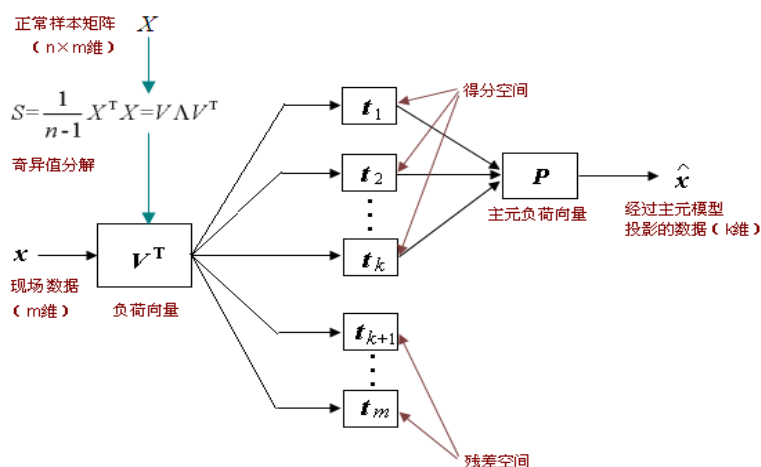 正常样本矩阵 X
(n×m维)
S=1/(n-1) XᵀX=VΛVᵀ
奇异值分解
x
现场数据
(m维)
Vᵀ
负荷向量
t₁
t₂
⋮
tₖ
tₖ₊₁
⋮
tₘ
得分空间
残差空间
P
主元负荷向量
x̂
经过主元模型
投影的数据(k维)